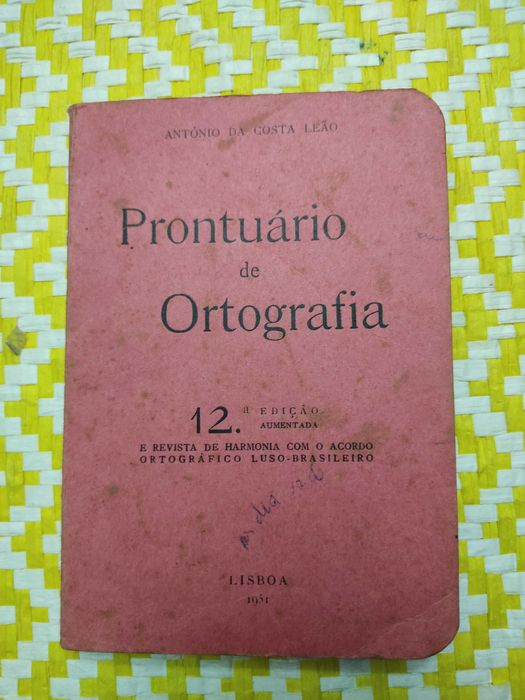 ANTÓNIO DA COSTA LEÃO
Prontuário
de
Ortografia
12.ª EDIÇÃO
AUMENTADA
E REVISTA DE HARMONIA COM O ACORDO
ORTOGRÁFICO LUSO-BRASILEIRO
LISBOA
1951